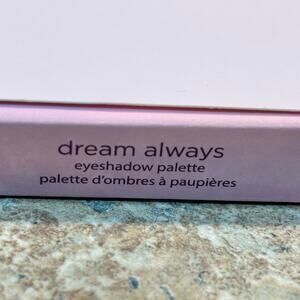 dream always
eyeshadow palette
palette d'ombres à paupières